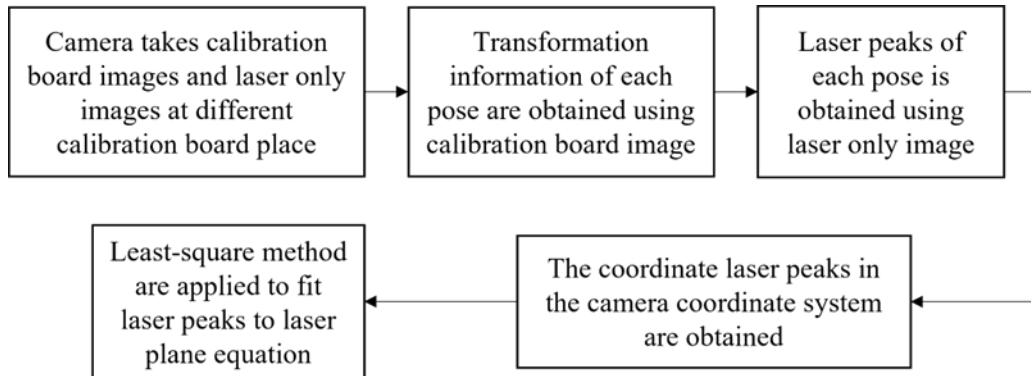 Camera takes calibration
board images and laser only
images at different
calibration board place
Transformation
information of each
pose are obtained using
calibration board image
Laser peaks of
each pose is
obtained using
laser only image
The coordinate laser peaks in
the camera coordinate system
are obtained
Least-square method
are applied to fit
laser peaks to laser
plane equation